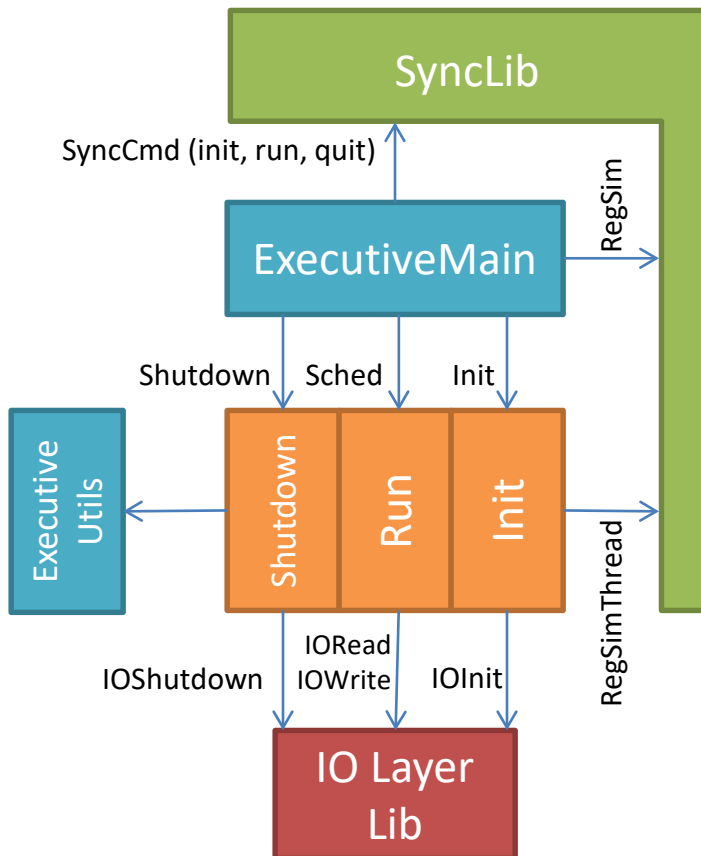 SyncLib
SyncCmd (init, run, quit)
RegSim
ExecutiveMain
Shutdown
Sched
Init
Executive
Utils
Shutdown
Run
Init
RegSimThread
IOShutdown
IORead
IOWrite
IOInit
IO Layer
Lib